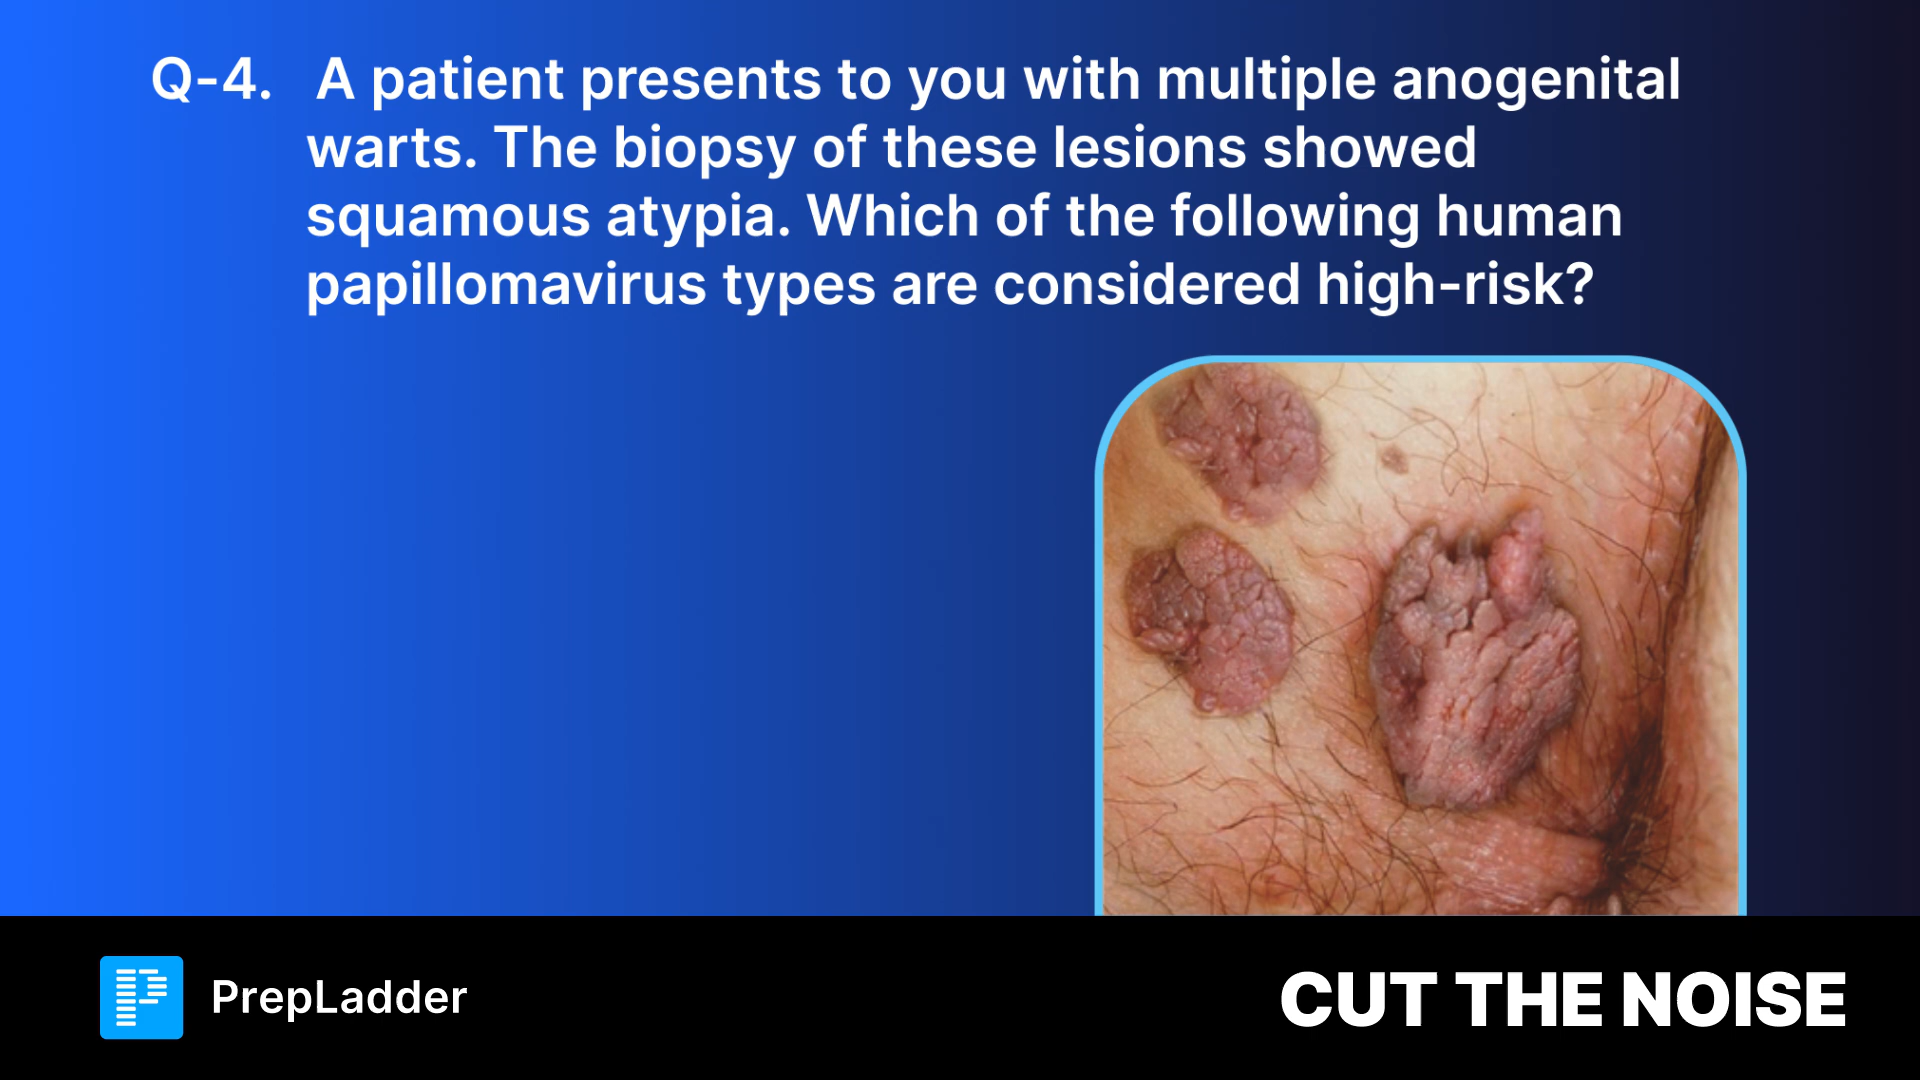 Q-4. A patient presents to you with multiple anogenital
warts. The biopsy of these lesions showed
squamous atypia. Which of the following human
papillomavirus types are considered high-risk?
PrepLadder
CUT THE NOISE